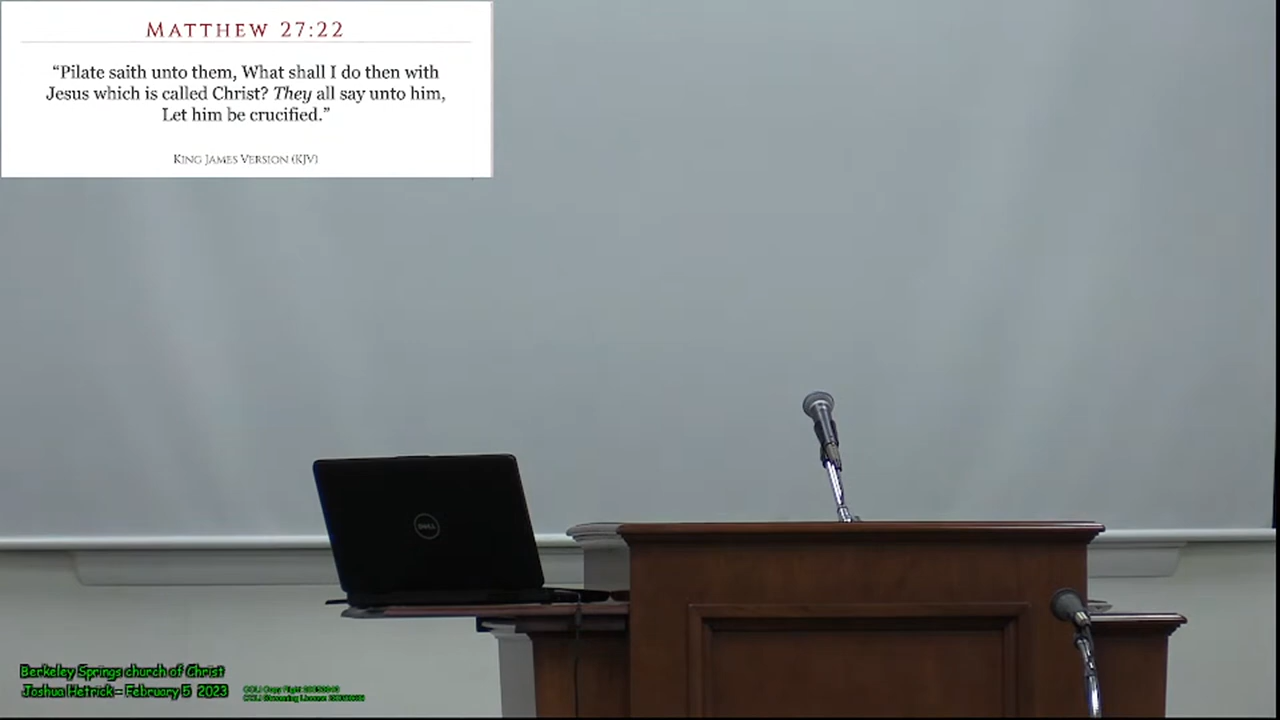 MATTHEW 27:22
“Pilate saith unto them, What shall I do then with
Jesus which is called Christ? They all say unto him,
Let him be crucified.”
KING JAMES VERSION (KJV)
DELL
Berkeley Springs church of Christ
Joshua Hetrick – February 5 2023